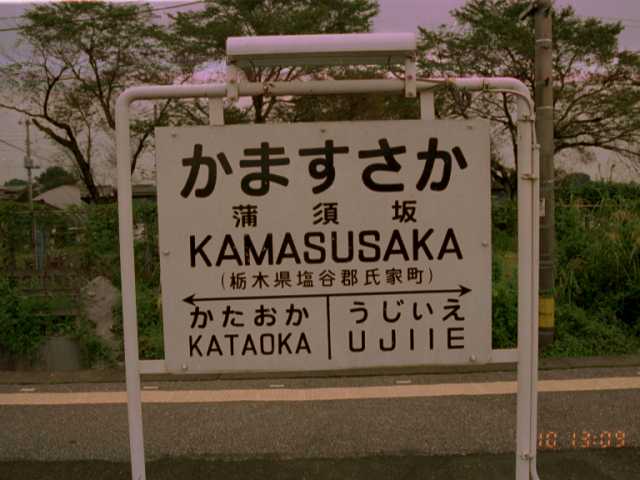 かますさか
蒲須坂
KAMASUSAKA
(栃木県塩谷郡氏家町)
かたおか うじいえ
KATAOKA UJIIE
10 13:09